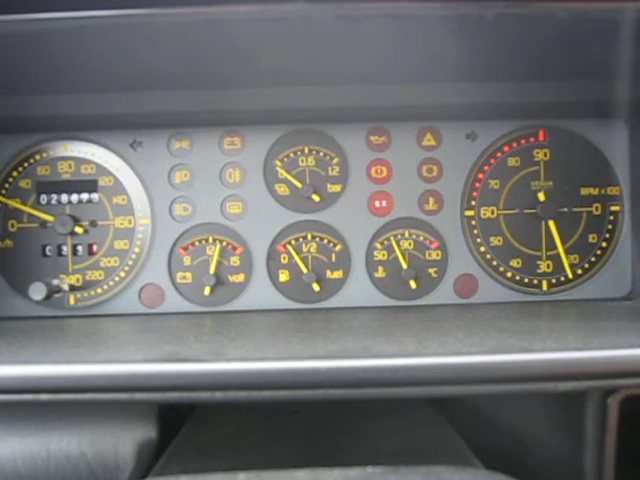 40 60 80 100 120 140 160 180 200 220 240
0
km/h
0 0.6 1.2
bar
9 15
volt
0 1/2 1
fuel
50 90 130
°C
0 10 20 30 40 50 60 70 80 90
RPM×100